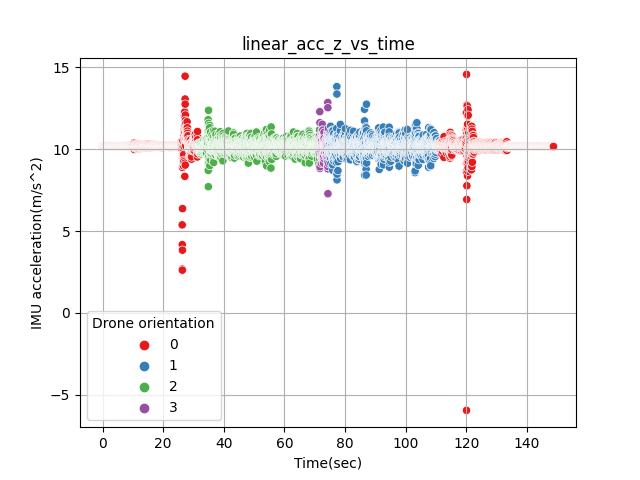 linear_acc_z_vs_time
IMU acceleration(m/s^2)
15
10
5
0
−5
Drone orientation
0
1
2
3
0 20 40 60 80 100 120 140
Time(sec)